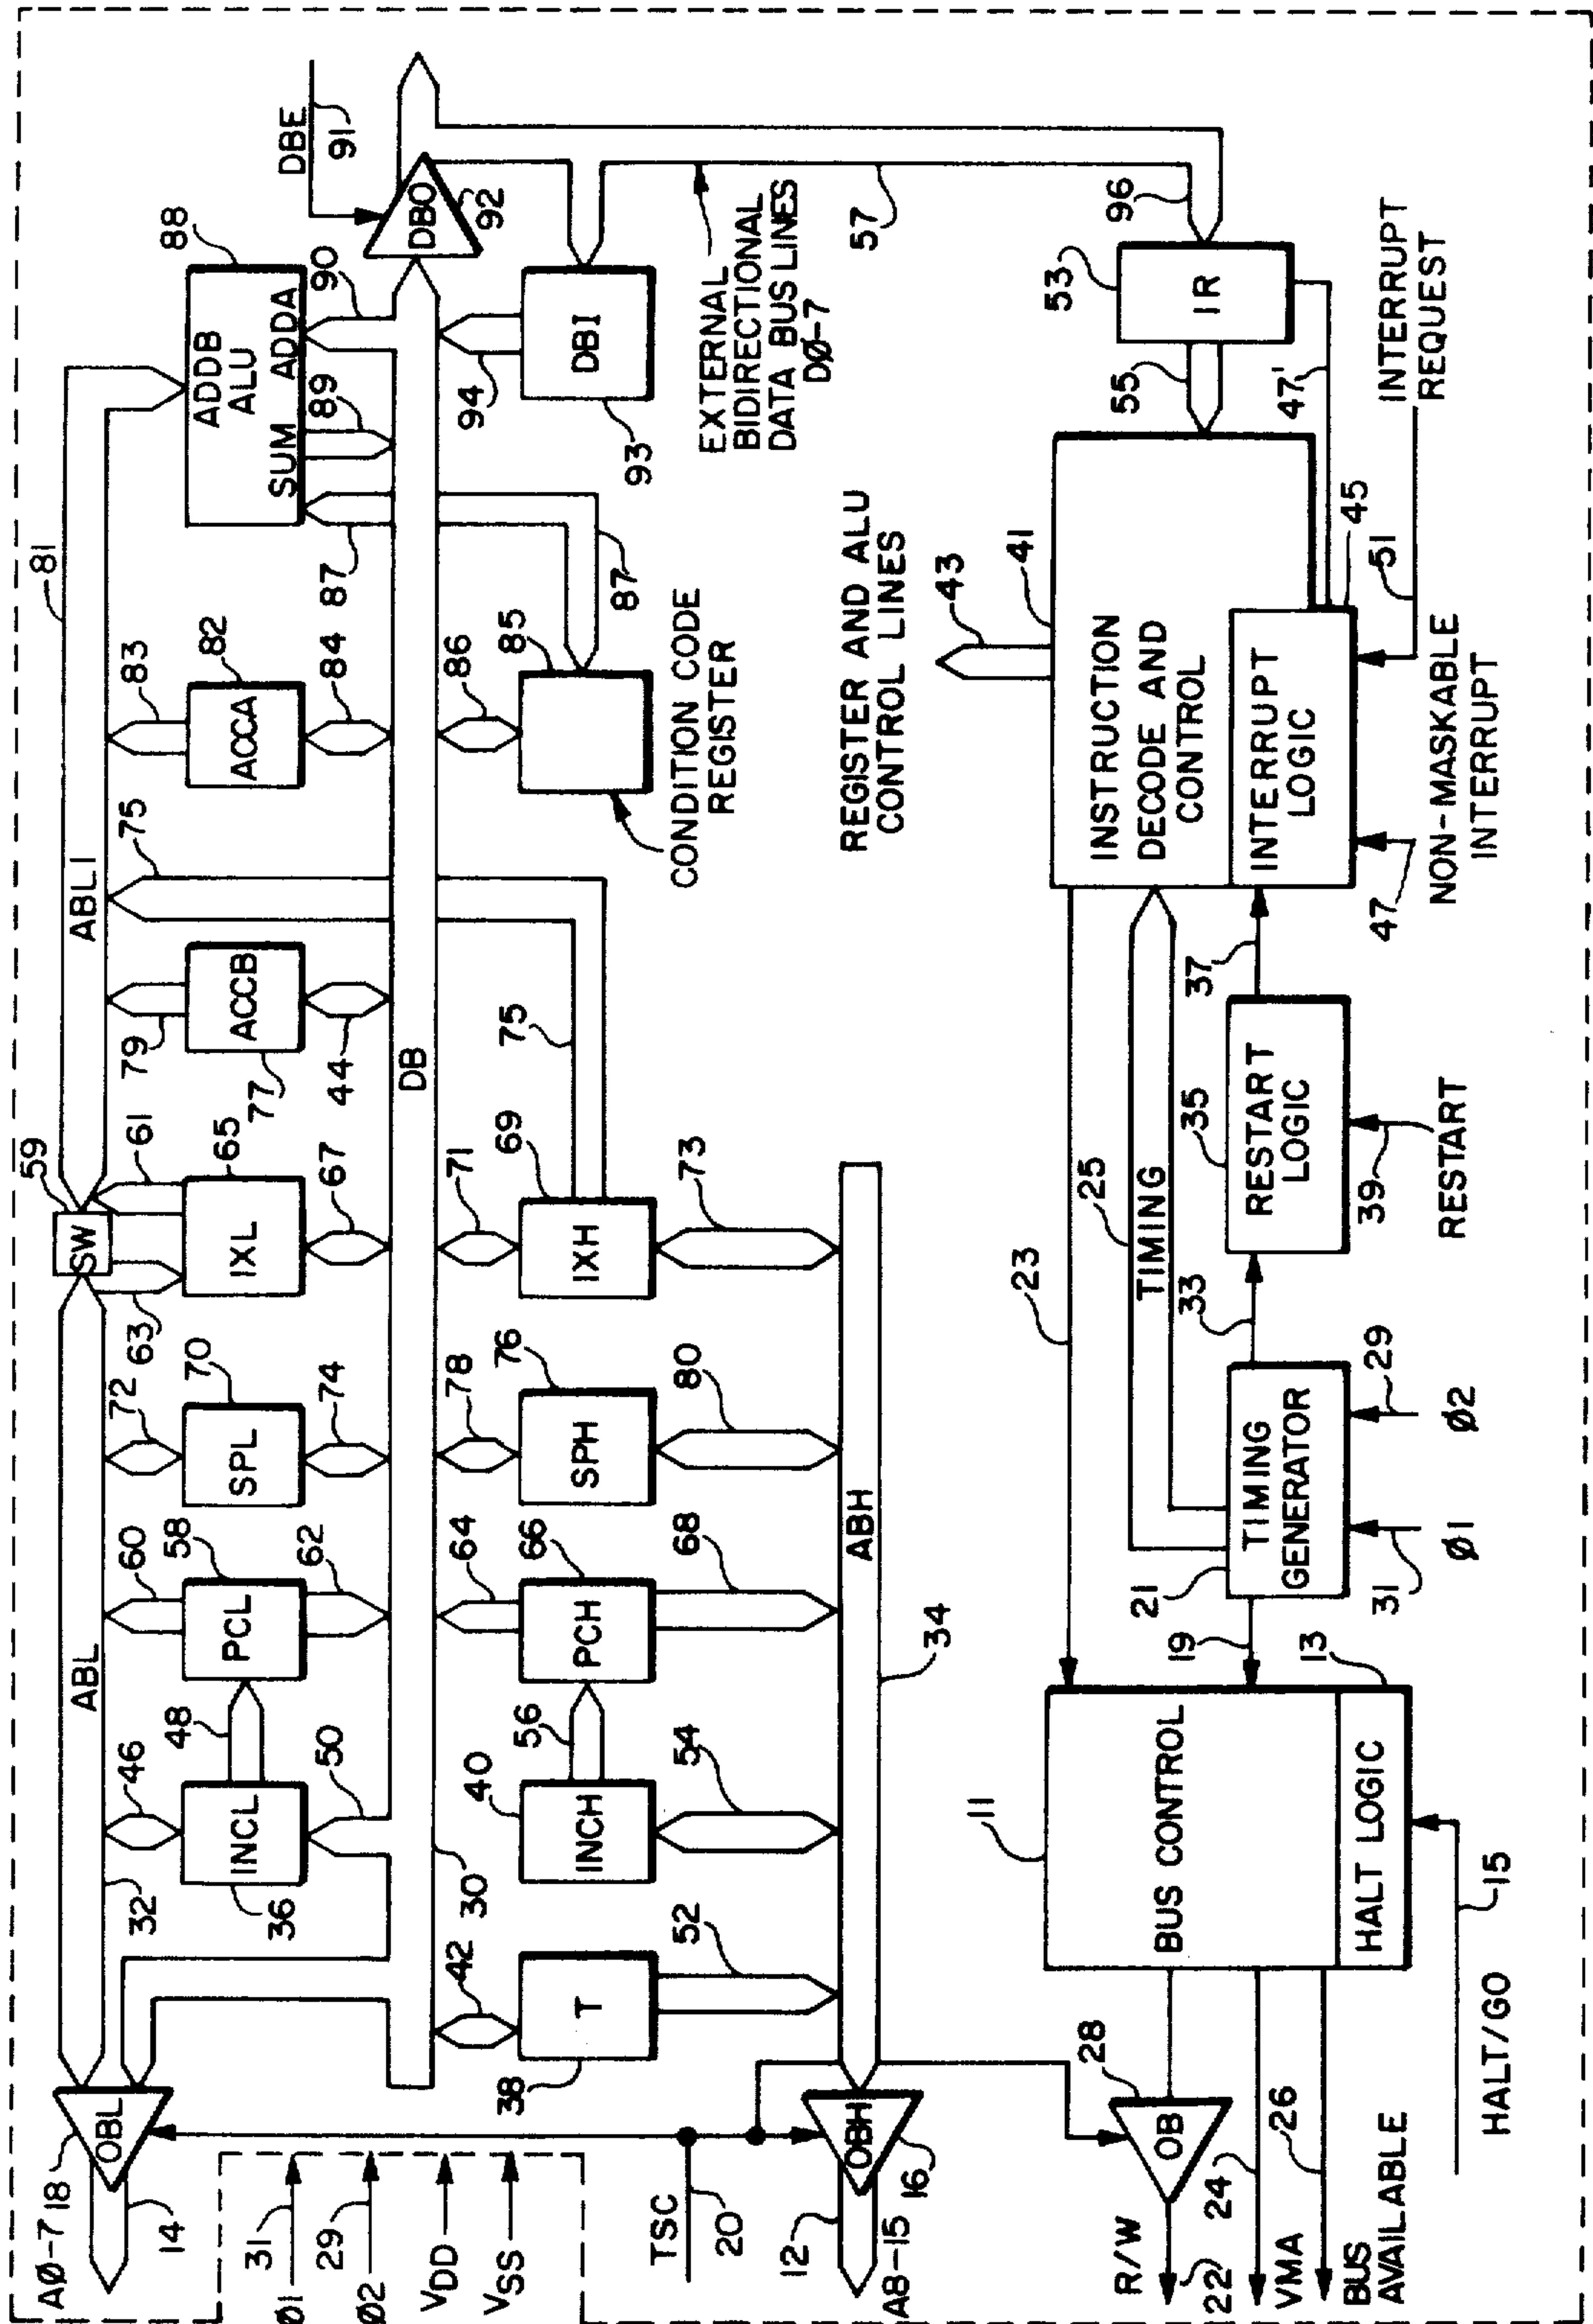 AØ-7
18
OBL
14
ABL
32
46
INCL
36
48
50
60
PCL
58
62
72
SPL
70
74
59
SW
63
61
IXL
65
67
ABLI
79
ACCB
77
44
75
81
83
ACCA
82
84
87
ADDB
ALU
SUM
ADDA
88
89
90
DBE
91
DBO
92
DB
30
31
Ø1
29
Ø2
VDD
VSS
TSC
20
42
T
38
52
40
INCH
56
54
64
PCH
66
68
78
SPH
76
80
71
IXH
69
73
75
86
85
87
CONDITION CODE
REGISTER
94
DBI
93
EXTERNAL
BIDIRECTIONAL
DATA BUS LINES
DØ-7
57
12
OBH
16
A8-15
ABH
34
REGISTER AND ALU
CONTROL LINES
43
R/W
22
OB
28
24
VMA
26
BUS
AVAILABLE
11
BUS CONTROL
HALT LOGIC
13
HALT/GO
15
23
19
21
TIMING
GENERATOR
31
Ø1
29
Ø2
25
TIMING
33
35
RESTART
LOGIC
39
RESTART
37
41
INSTRUCTION
DECODE AND
CONTROL
INTERRUPT
LOGIC
45
47
NON-MASKABLE
INTERRUPT
51
INTERRUPT
REQUEST
47'
55
53
IR
96